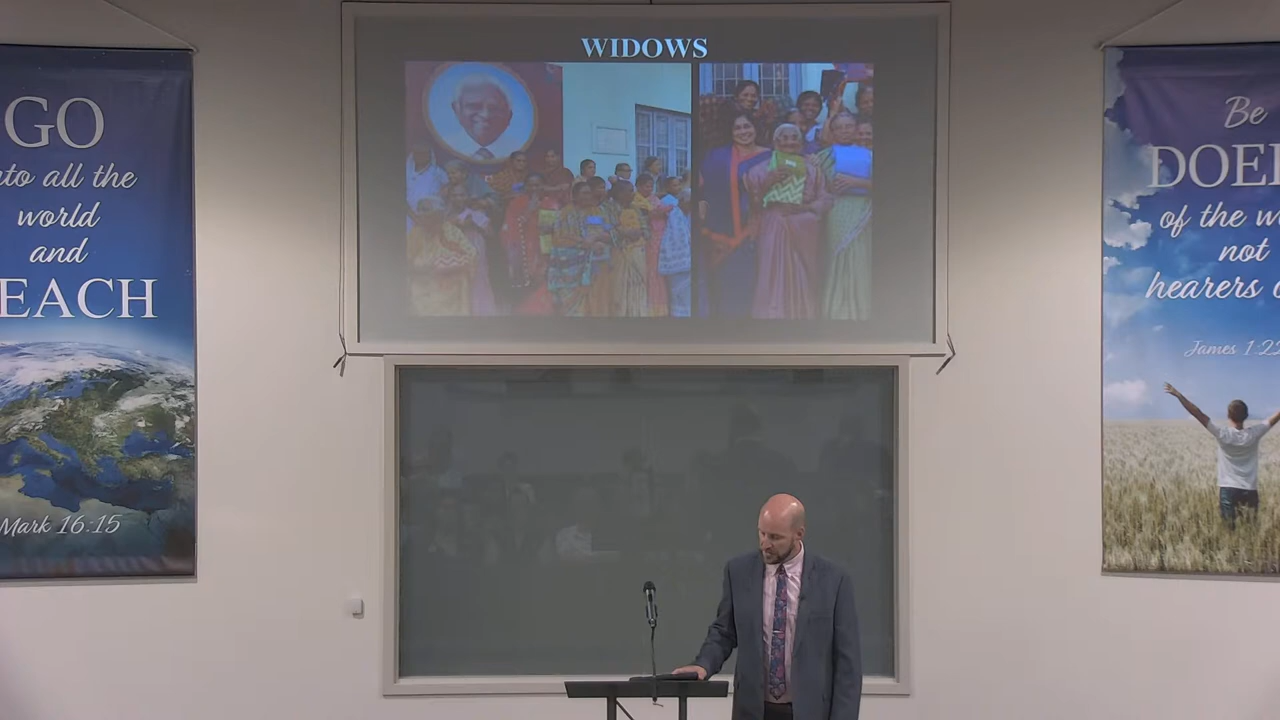 WIDOWS
GO
to all the
world
and
EACH
Mark 16:15
Be
DOE
of the w
not
hearers
James 1:22